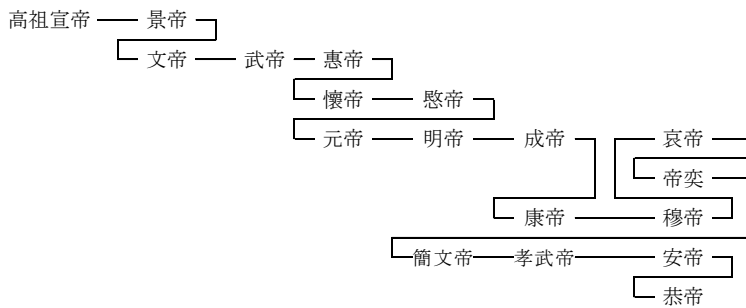 高祖宣帝 景帝
文帝 武帝 惠帝
懷帝 愍帝
元帝 明帝 成帝 哀帝
帝奕
康帝 穆帝
簡文帝 孝武帝 安帝
恭帝